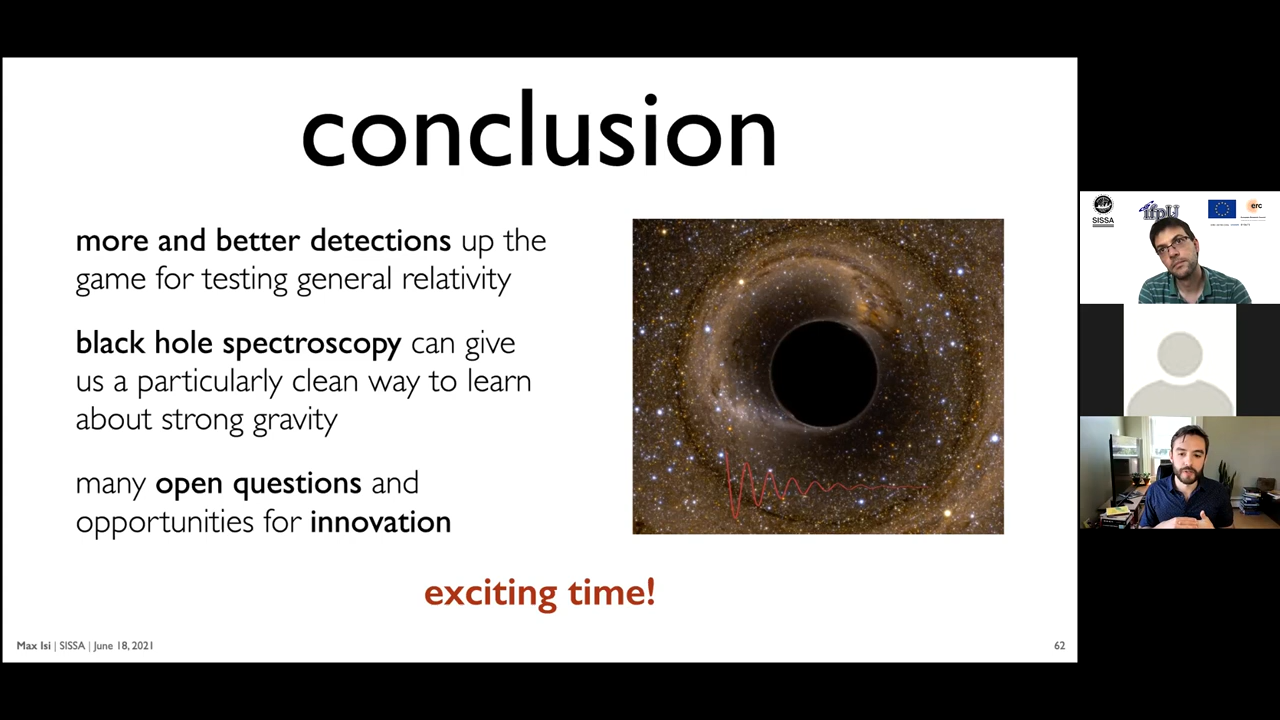 conclusion
more and better detections up the
game for testing general relativity
black hole spectroscopy can give
us a particularly clean way to learn
about strong gravity
many open questions and
opportunities for innovation
exciting time!
Max Isi | SISSA | June 18, 2021
62
SISSA
ifpu
erc